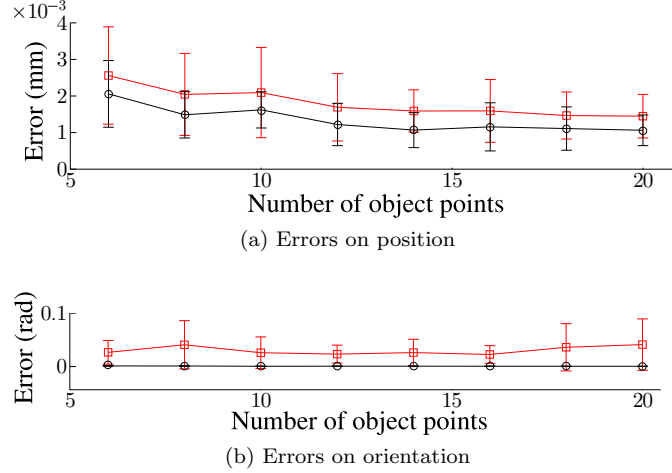 ×10⁻³
4
3
2
1
0
Error (mm)
5 10 15 20
Number of object points
(a) Errors on position
0.1
0
Error (rad)
5 10 15 20
Number of object points
(b) Errors on orientation